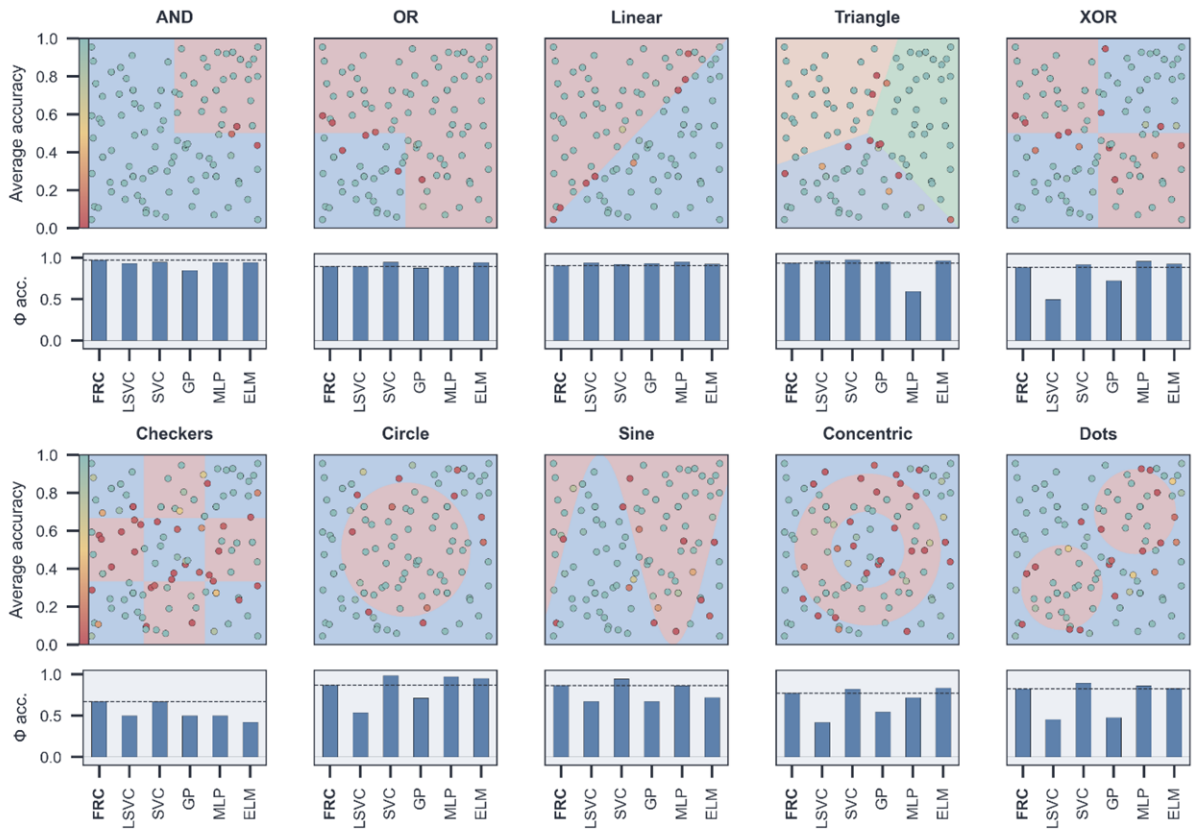 AND
OR
Linear
Triangle
XOR
Average accuracy
1.0
0.8
0.6
0.4
0.2
0.0
Φ acc.
1.0
0.5
0.0
FRC
LSVC
SVC
GP
MLP
ELM
FRC
LSVC
SVC
GP
MLP
ELM
FRC
LSVC
SVC
GP
MLP
ELM
FRC
LSVC
SVC
GP
MLP
ELM
FRC
LSVC
SVC
GP
MLP
ELM
Checkers
Circle
Sine
Concentric
Dots
Average accuracy
1.0
0.8
0.6
0.4
0.2
0.0
Φ acc.
1.0
0.5
0.0
FRC
LSVC
SVC
GP
MLP
ELM
FRC
LSVC
SVC
GP
MLP
ELM
FRC
LSVC
SVC
GP
MLP
ELM
FRC
LSVC
SVC
GP
MLP
ELM
FRC
LSVC
SVC
GP
MLP
ELM